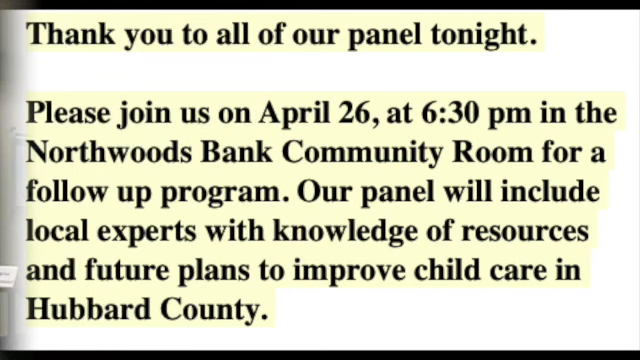 Thank you to all of our panel tonight.
Please join us on April 26, at 6:30 pm in the
Northwoods Bank Community Room for a
follow up program. Our panel will include
local experts with knowledge of resources
and future plans to improve child care in
Hubbard County.